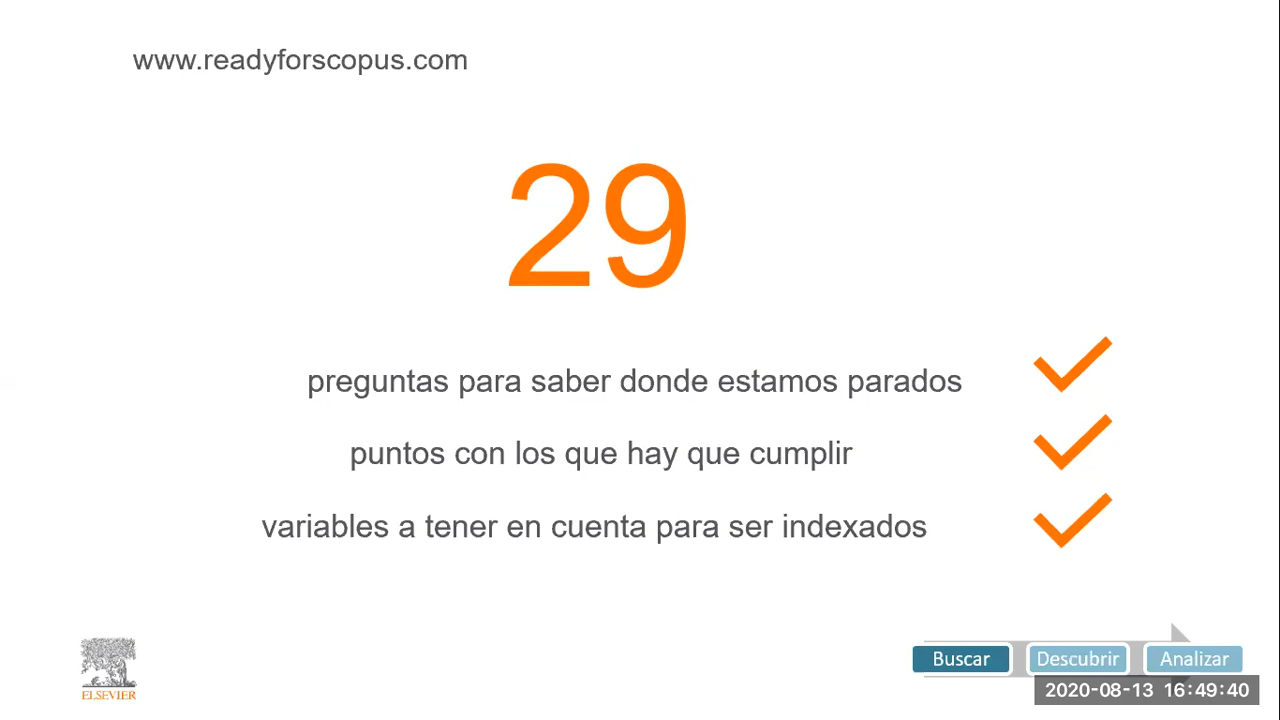 www.readyforscopus.com
29
preguntas para saber donde estamos parados
puntos con los que hay que cumplir
variables a tener en cuenta para ser indexados
ELSEVIER
Buscar Descubrir Analizar
2020-08-13 16:49:40